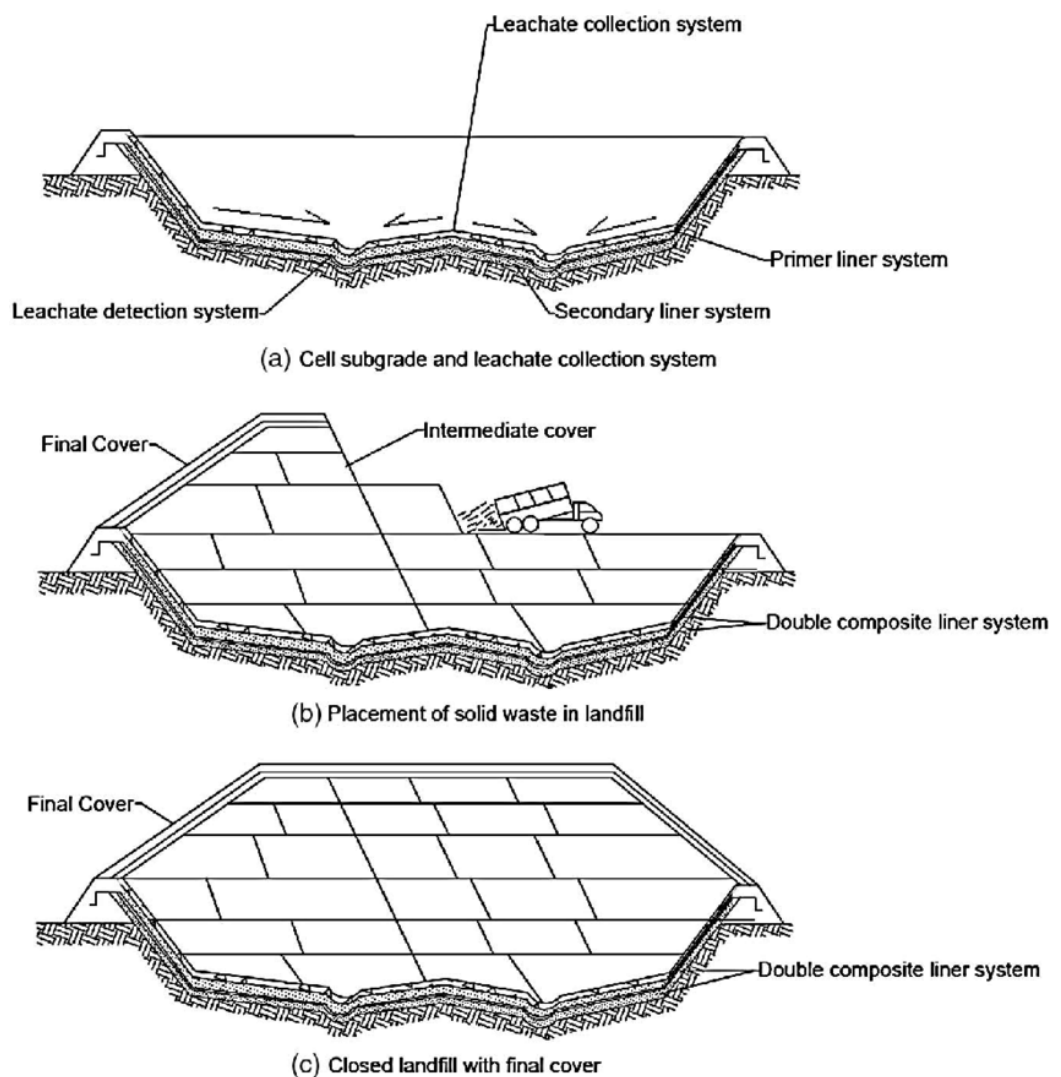 Leachate collection system
Primer liner system
Leachate detection system
Secondary liner system
(a) Cell subgrade and leachate collection system
Final Cover
Intermediate cover
Double composite liner system
(b) Placement of solid waste in landfill
Final Cover
Double composite liner system
(c) Closed landfill with final cover